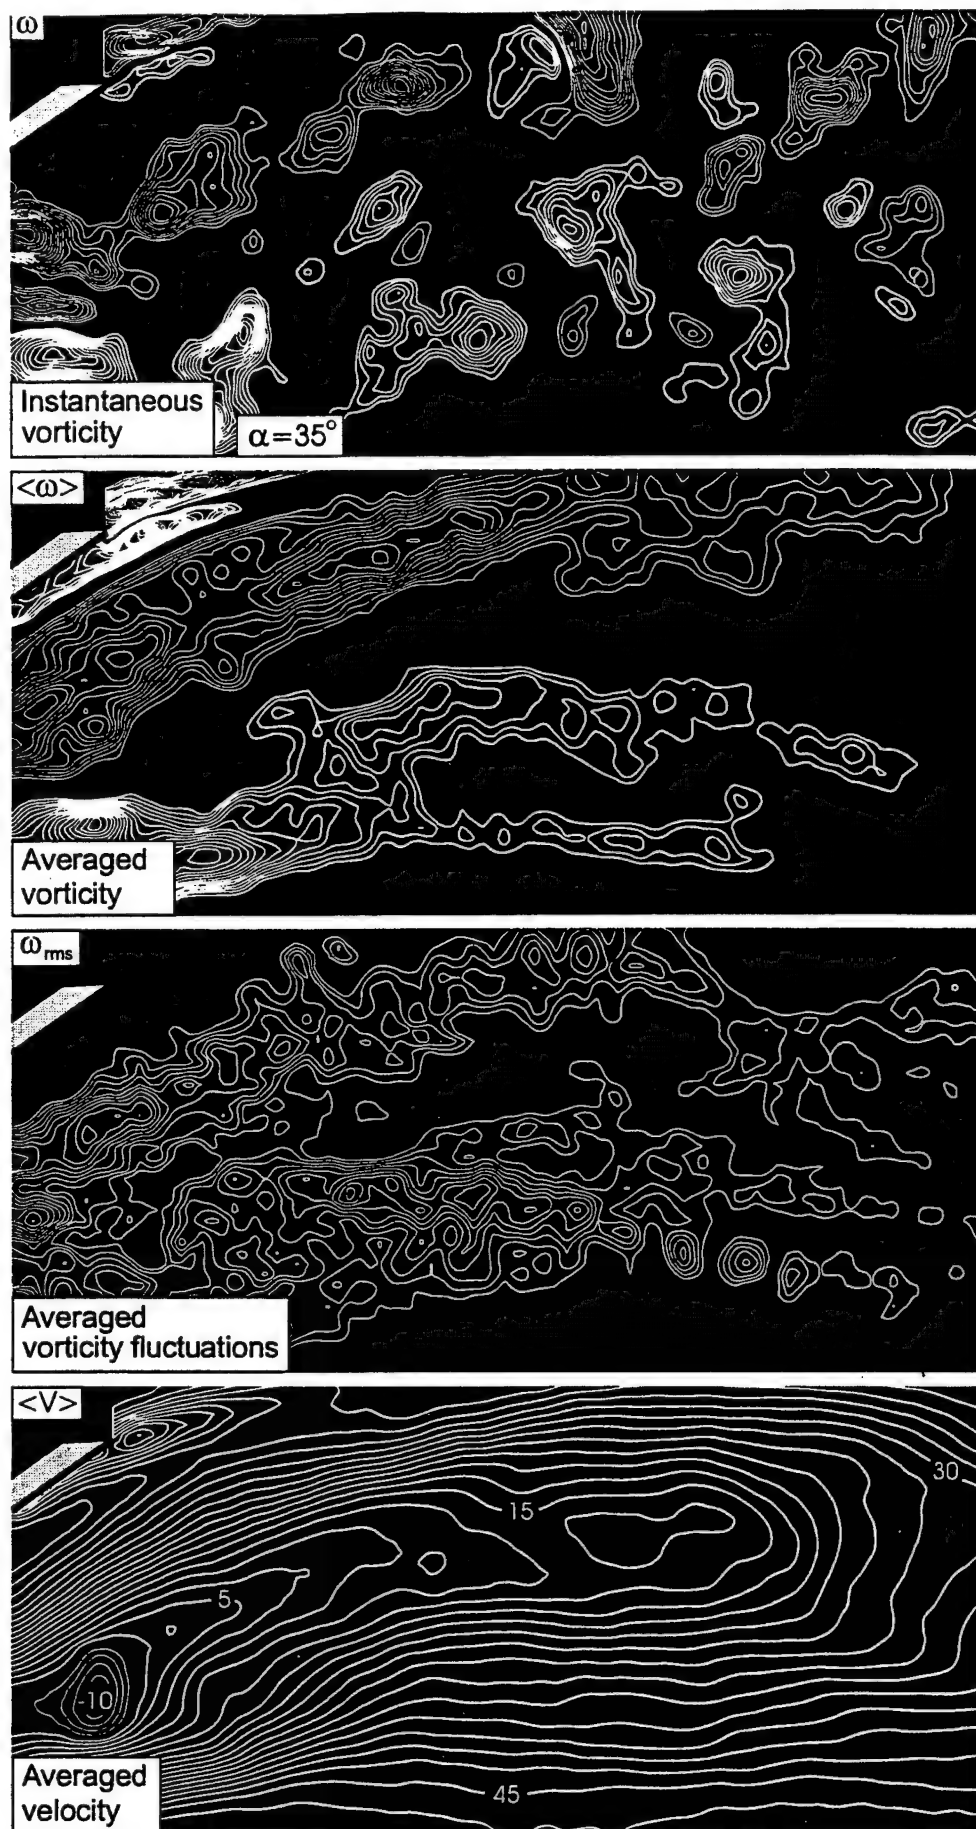 ω
Instantaneous
vorticity
α=35°
<ω>
Averaged
vorticity
ω_rms
Averaged
vorticity fluctuations
<V>
30
15
5
-10
45
Averaged
velocity